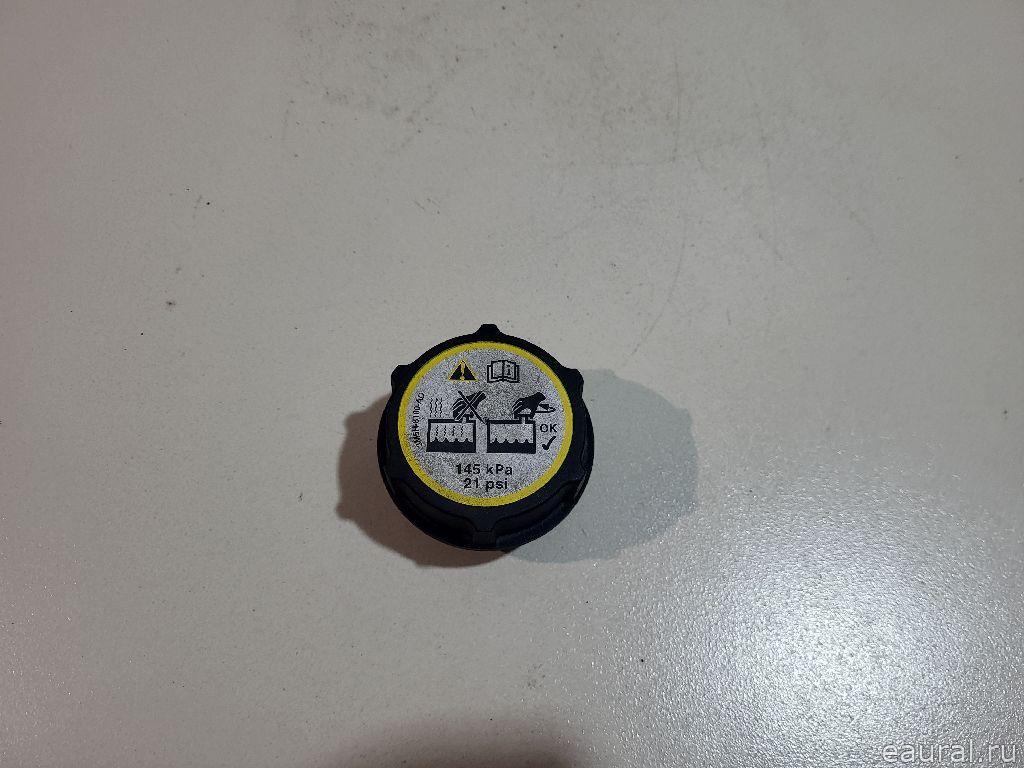 OK
145 kPa
21 psi
eaural.ru